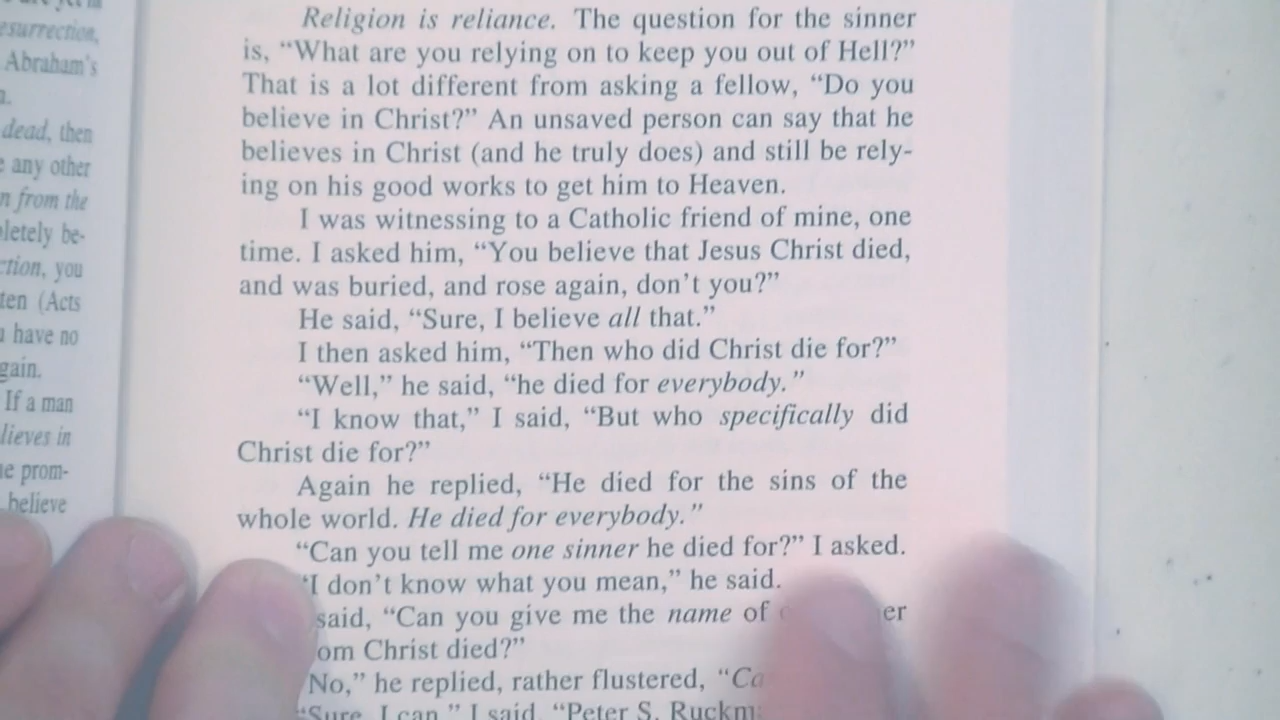 esurrection,
Abraham's
dead, then
any other
n from the
pletely be-
ction, you
ten (Acts
have no
gain.
If a man
lieves in
prom-
believe
Religion is reliance. The question for the sinner
is, “What are you relying on to keep you out of Hell?”
That is a lot different from asking a fellow, “Do you
believe in Christ?” An unsaved person can say that he
believes in Christ (and he truly does) and still be rely-
ing on his good works to get him to Heaven.
I was witnessing to a Catholic friend of mine, one
time. I asked him, “You believe that Jesus Christ died,
and was buried, and rose again, don’t you?”
He said, “Sure, I believe all that.”
I then asked him, “Then who did Christ die for?”
“Well,” he said, “he died for everybody.”
“I know that,” I said, “But who specifically did
Christ die for?”
Again he replied, “He died for the sins of the
whole world. He died for everybody.”
“Can you tell me one sinner he died for?” I asked.
“I don’t know what you mean,” he said.
said, “Can you give me the name of er
om Christ died?”
No,” he replied, rather flustered, “Ca
“Sure, I can,” I said, “Peter S. Ruckm